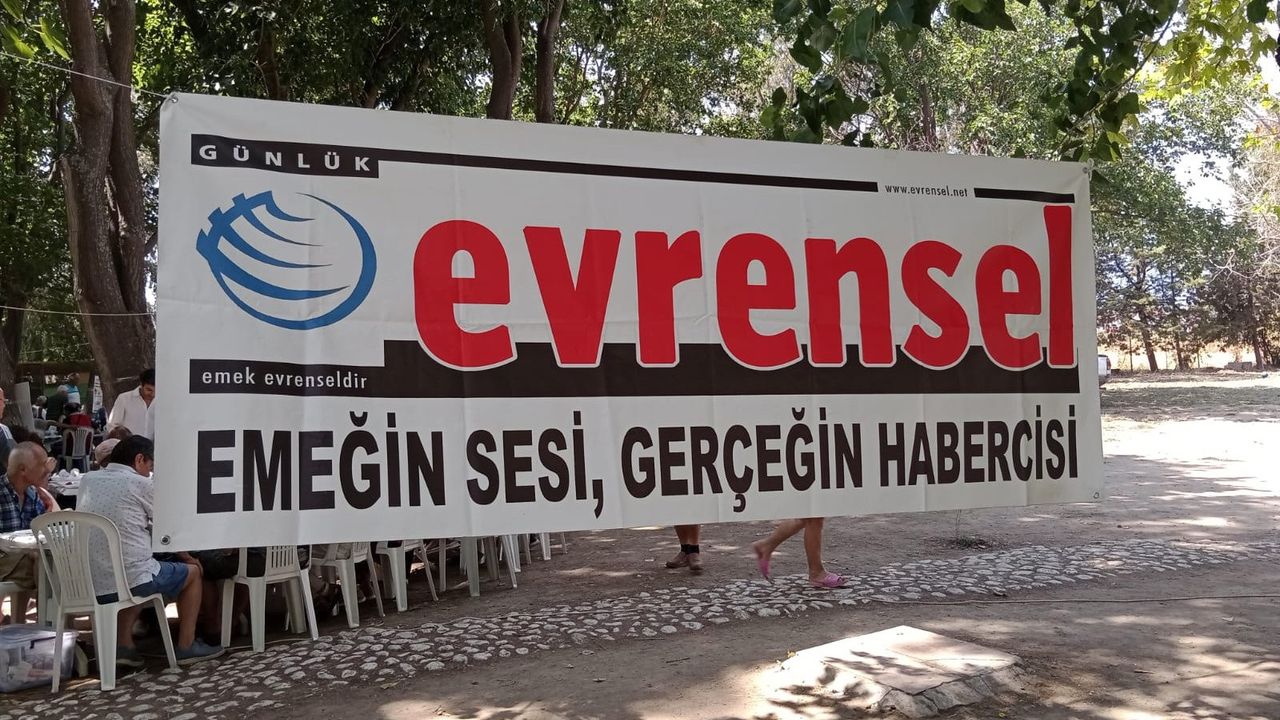 GÜNLÜK
www.evrensel.net
evrensel
emek evrenseldir
EMEĞİN SESİ, GERÇEĞİN HABERCİSİ